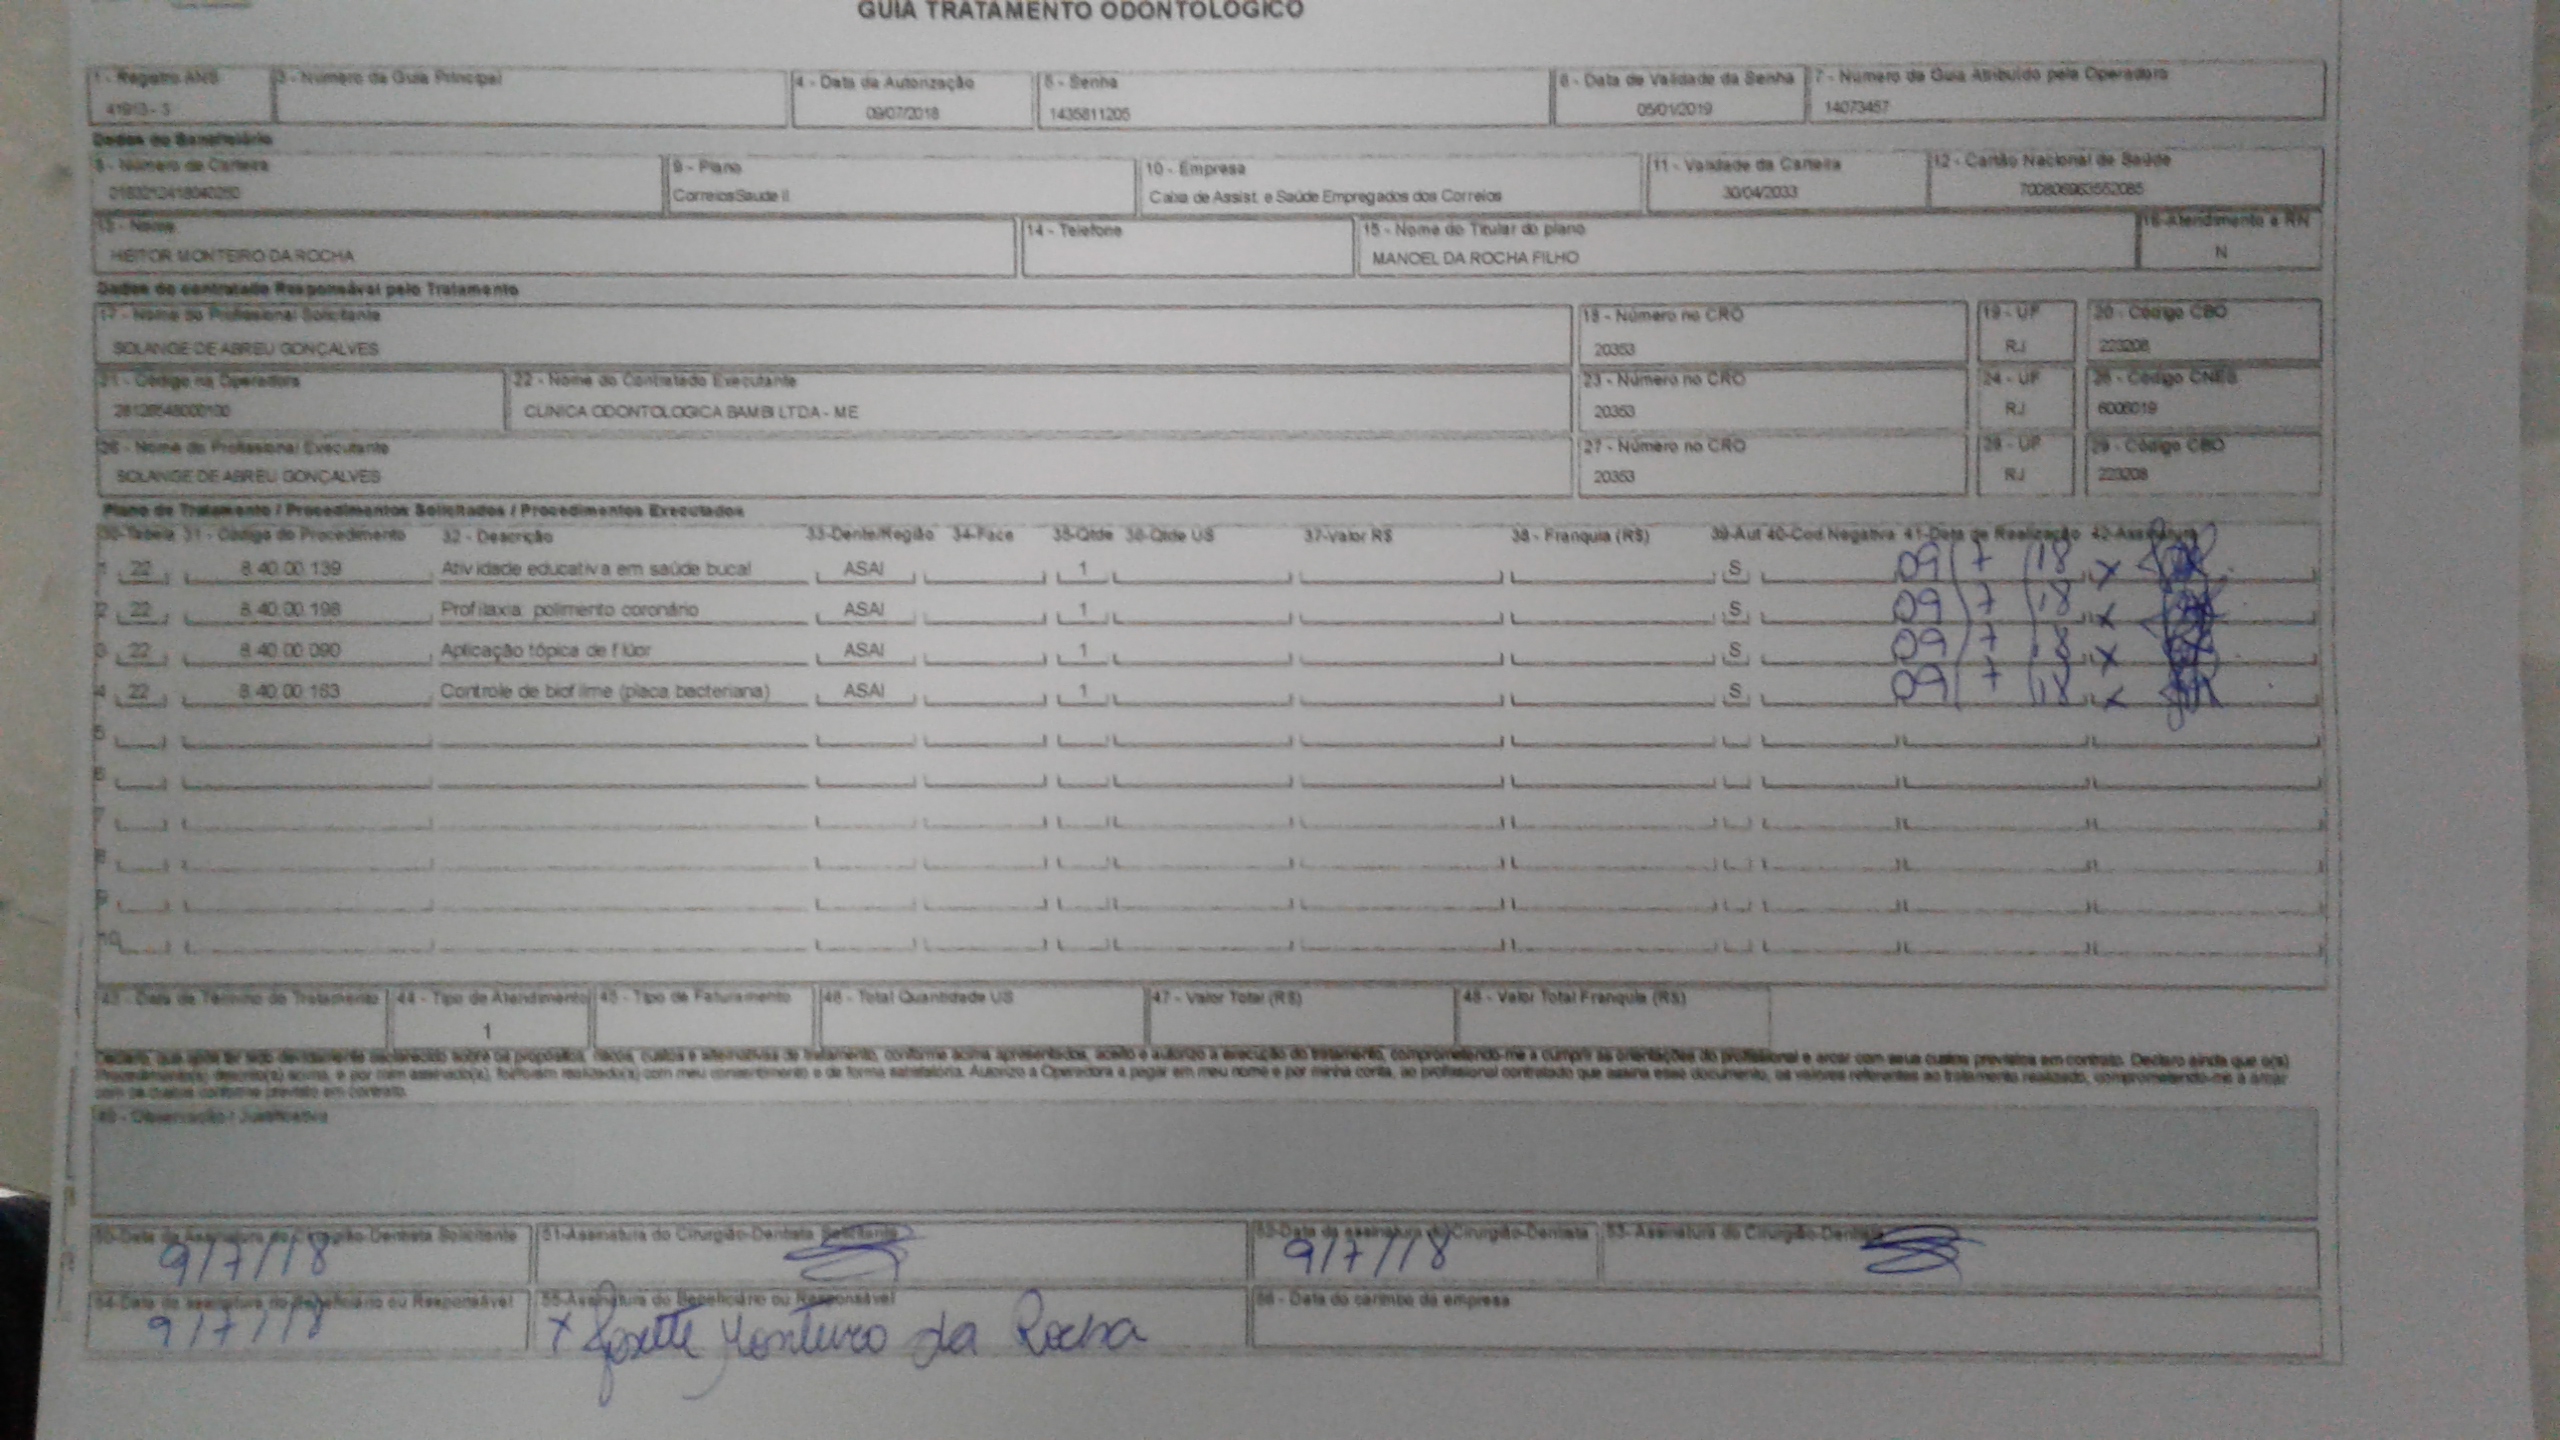 GUIA TRATAMENTO ODONTOLÓGICO
1 - Registro ANS 3 - Número da Guia Principal 4 - Data da Autorização 5 - Senha 6 - Data de Validade da Senha 7 - Número da Guia Atribuído pela Operadora
41913 - 3 09/07/2018 1435811205 05/01/2019 14073457
Dados do Beneficiário
8 - Número de Carteira 9 - Plano 10 - Empresa 11 - Validade da Carteira 12 - Cartão Nacional de Saúde
CorreiosSaude II Caixa de Assist. e Saúde Empregados dos Correios 30/04/2033 700806963552085
13 - Nome 14 - Telefone 15 - Nome do Titular do plano 16-Atendimento a RN
HEITOR MONTEIRO DA ROCHA MANOEL DA ROCHA FILHO N
Dados do contratado Responsável pelo Tratamento
17 - Nome do Profissional Solicitante 18 - Número no CRO 19 - UF 20 - Código CBO
SOLANGE DE ABREU GONÇALVES 20353 RJ 223208
21 - Código na Operadora 22 - Nome do Contratado Executante 23 - Número no CRO 24 - UF 25 - Código CNES
28126548000100 CLINICA ODONTOLOGICA BAMBI LTDA - ME 20353 RJ 6006019
26 - Nome do Profissional Executante 27 - Número no CRO 28 - UF 29 - Código CBO
SOLANGE DE ABREU GONCALVES 20353 RJ 223208
Plano de Tratamento / Procedimentos Solicitados / Procedimentos Executados
30-Tabela 31 - Código do Procedimento 32 - Descrição 33-Dente/Região 34-Face 35-Qtde 36-Qtde US 37-Valor R$ 38 - Franquia (R$) 39-Aut 40-Cod.Negativa 41-Data de Realização 42-Assinatura
1 22 8.40.00.139 Atividade educativa em saúde bucal ASAI 1 S 09/7/18 x
2 22 8.40.00.198 Profilaxia: polimento coronário ASAI 1 S 09/7/18 x
3 22 8.40.00.090 Aplicação tópica de flúor ASAI 1 S 09/7/18 x
4 22 8.40.00.163 Controle de biofilme (placa bacteriana) ASAI 1 S 09/7/18 x
5
6
7
8
9
10
43 - Data de Término do Tratamento 44 - Tipo de Atendimento 45 - Tipo de Faturamento 46 - Total Quantidade US 47 - Valor Total (R$) 48 - Valor Total Franquia (R$)
1
Declaro, que após ter sido devidamente esclarecido sobre os propósitos, riscos, custos e alternativas de tratamento, conforme acima apresentados, aceito e autorizo a execução do tratamento, comprometendo-me a cumprir as orientações do profissional e arcar com seus custos previstos em contrato. Declaro ainda que o(s)
Procedimento(s) descrito(s) acima, e por mim assinado(s), foi/foram realizado(s) com meu consentimento e de forma satisfatória. Autorizo a Operadora a pagar em meu nome e por minha conta, ao profissional contratado que assina esse documento, os valores referentes ao tratamento realizado, comprometendo-me a arcar
com os custos conforme previsto em contrato.
49 - Observação / Justificativa
50-Data da Assinatura do Cirurgião-Dentista Solicitante 51-Assinatura do Cirurgião-Dentista Solicitante 52-Data da assinatura do Cirurgião-Dentista 53- Assinatura do Cirurgião-Dentista
9/7/18 9/7/18
54-Data da assinatura do Beneficiário ou Responsável 55-Assinatura do Beneficiário ou Responsável 56 - Data do carimbo da empresa
9/7/18 x Josette Monteiro da Rocha